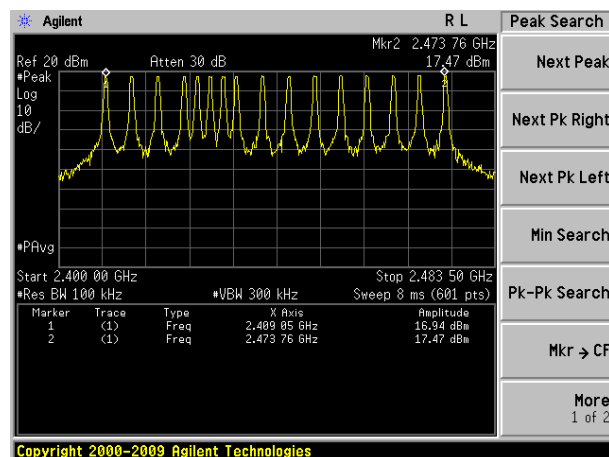 Agilent R L
Mkr2 2.473 76 GHz
Ref 20 dBm Atten 30 dB 17.47 dBm
#Peak
Log
10
dB/
1
2
#PAvg
Start 2.400 00 GHz Stop 2.483 50 GHz
#Res BW 100 kHz #VBW 300 kHz Sweep 8 ms (601 pts)
Marker Trace Type X Axis Amplitude
1 (1) Freq 2.409 05 GHz 16.94 dBm
2 (1) Freq 2.473 76 GHz 17.47 dBm
Copyright 2000-2009 Agilent Technologies
Peak Search
Next Peak
Next Pk Right
Next Pk Left
Min Search
Pk-Pk Search
Mkr → CF
More
1 of 2